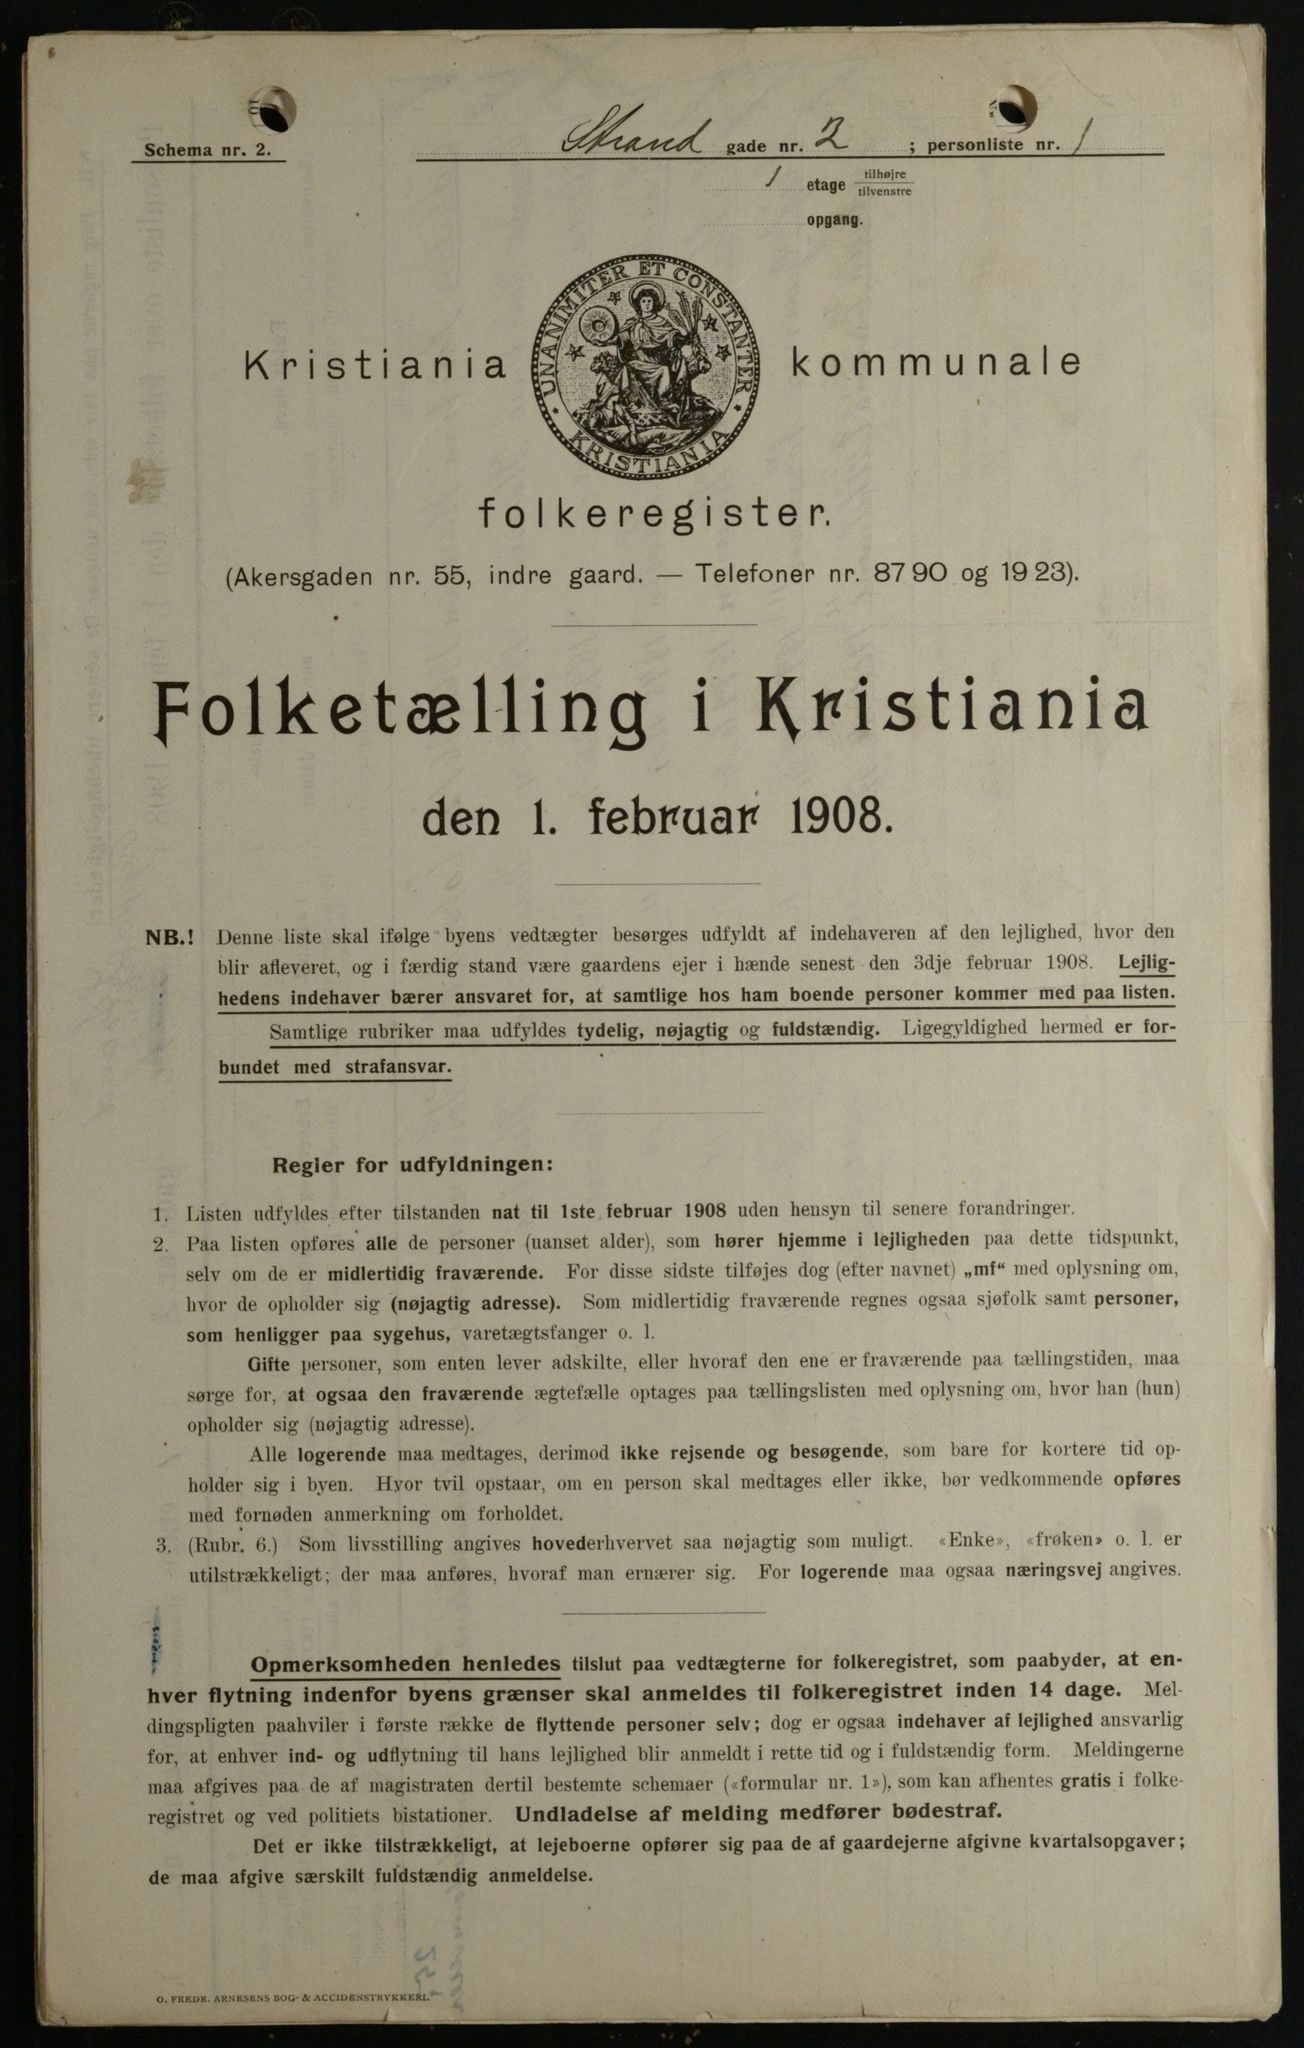 Schema nr. 2.
Strand gade nr. 2 ; personliste nr. 1
1 etage tilhøjre
tilvenstre
opgang.
UNANIMITER ET CONSTANTER
KRISTIANIA
Kristiania kommunale
folkeregister.
(Akersgaden nr. 55, indre gaard. — Telefoner nr. 8790 og 1923).
Folketælling i Kristiania
den 1. februar 1908.
NB.! Denne liste skal ifølge byens vedtægter besørges udfyldt af indehaveren af den lejlighed, hvor den
blir afleveret, og i færdig stand være gaardens ejer i hænde senest den 3dje februar 1908. Lejlig-
hedens indehaver bærer ansvaret for, at samtlige hos ham boende personer kommer med paa listen.
Samtlige rubriker maa udfyldes tydelig, nøjagtig og fuldstændig. Ligegyldighed hermed er for-
bundet med strafansvar.
Regler for udfyldningen:
1. Listen udfyldes efter tilstanden nat til 1ste februar 1908 uden hensyn til senere forandringer.
2. Paa listen opføres alle de personer (uanset alder), som hører hjemme i lejligheden paa dette tidspunkt,
selv om de er midlertidig fraværende. For disse sidste tilføjes dog (efter navnet) „mf“ med oplysning om,
hvor de opholder sig (nøjagtig adresse). Som midlertidig fraværende regnes ogsaa sjøfolk samt personer,
som henligger paa sygehus, varetægtsfanger o. l.
Gifte personer, som enten lever adskilte, eller hvoraf den ene er fraværende paa tællingstiden, maa
sørge for, at ogsaa den fraværende ægtefælle optages paa tællingslisten med oplysning om, hvor han (hun)
opholder sig (nøjagtig adresse).
Alle logerende maa medtages, derimod ikke rejsende og besøgende, som bare for kortere tid op-
holder sig i byen. Hvor tvil opstaar, om en person skal medtages eller ikke, bør vedkommende opføres
med fornøden anmerkning om forholdet.
3. (Rubr. 6.) Som livsstilling angives hovederhvervet saa nøjagtig som muligt. «Enke», «frøken» o. l. er
utilstrækkeligt; der maa anføres, hvoraf man ernærer sig. For logerende maa ogsaa næringsvej angives.
Opmerksomheden henledes tilslut paa vedtægterne for folkeregistret, som paabyder, at en-
hver flytning indenfor byens grænser skal anmeldes til folkeregistret inden 14 dage. Mel-
dingspligten paahviler i første række de flyttende personer selv; dog er ogsaa indehaver af lejlighed ansvarlig
for, at enhver ind- og udflytning til hans lejlighed blir anmeldt i rette tid og i fuldstændig form. Meldingerne
maa afgives paa de af magistraten dertil bestemte schemaer («formular nr. 1»), som kan afhentes gratis i folke-
registret og ved politiets bistationer. Undladelse af melding medfører bødestraf.
Det er ikke tilstrækkeligt, at lejeboerne opfører sig paa de af gaardejerne afgivne kvartalsopgaver;
de maa afgive særskilt fuldstændig anmeldelse.
O. FREDR. ARNESENS BOG- & ACCIDENSTRYKKERI.